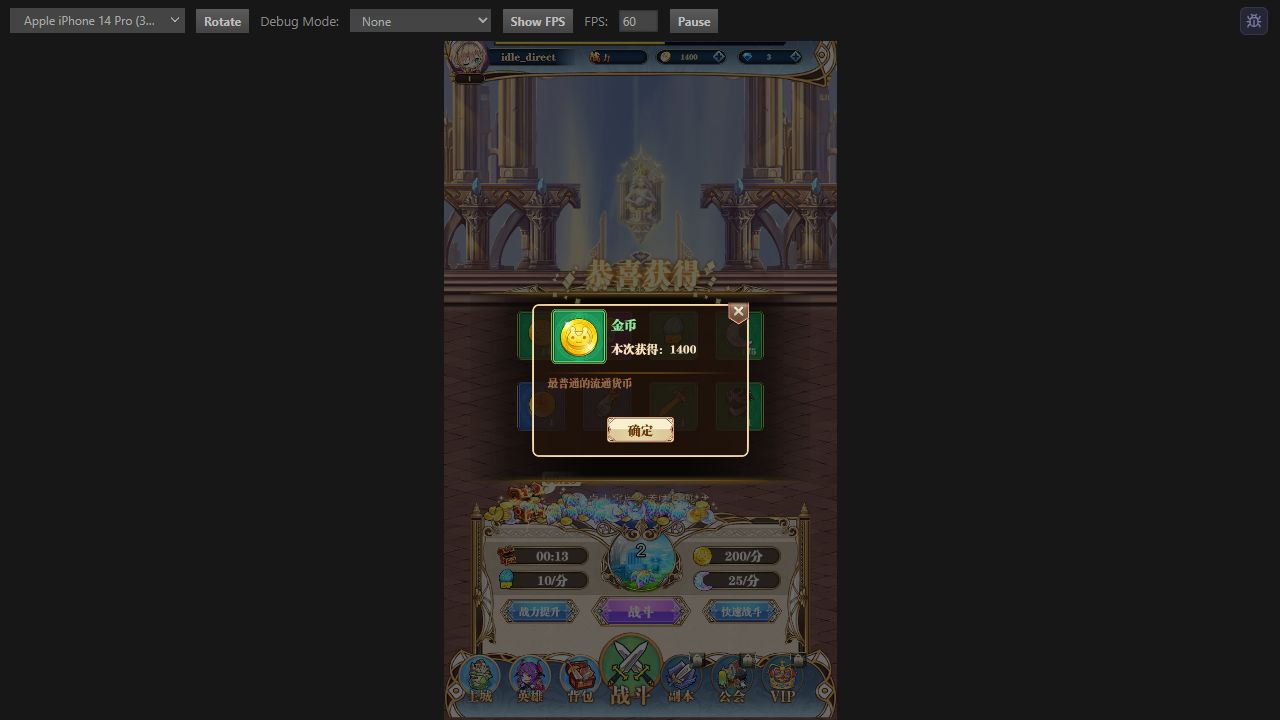 Apple iPhone 14 Pro (3...
Rotate
Debug Mode:
None
Show FPS
FPS:
60
Pause
idle_direct
战力
1400
3
1
恭喜获得
金币
本次获得：1400
最普通的流通货币
确定
00:13
2
200/分
10/分
25/分
战力提升
战斗
快速战斗
主城
英雄
背包
战斗
副本
公会
VIP